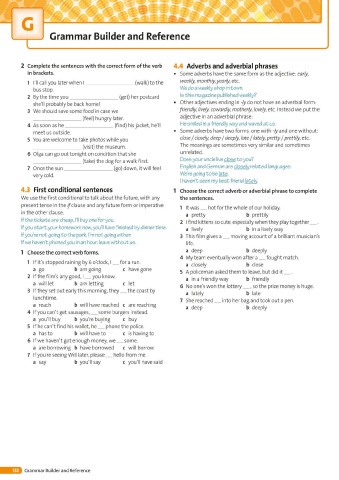 G
Grammar Builder and Reference
2 Complete the sentences with the correct form of the verb
in brackets.
1 I'll call you later when I (walk) to the
bus stop.
2 By the time you (get) her postcard
she'll probably be back home!
3 We should save some food in case we
(feel) hungry later.
4 As soon as he (find) his jacket, he'll
meet us outside.
5 You are welcome to take photos while you
(visit) the museum.
6 Olga can go out tonight on condition that she
(take) the dog for a walk first.
7 Once the sun (go) down, it will feel
very cold.
4.3 First conditional sentences
We use the first conditional to talk about the future, with any
present tense in the if clause and any future form or imperative
in the other clause.
If the tickets are cheap, I'll buy one for you.
If you start your homework now, you'll have finished by dinner time.
If you're not going to the park, I'm not going either.
If we haven't phoned you in an hour, leave without us.
1 Choose the correct verb forms.
1 If it's stopped raining by 6 o'clock, I __ for a run.
a go b am going c have gone
2 If the film's any good, I __ you know.
a will let b am letting c let
3 If they set out early this morning, they __ the coast by
lunchtime.
a reach b will have reached c are reaching
4 If you can't get sausages, __ some burgers instead.
a you'll buy b you're buying c buy
5 If he can't find his wallet, he __ phone the police.
a has to b will have to c is having to
6 If we haven't got enough money, we __ some.
a are borrowing b have borrowed c will borrow
7 If you're seeing Will later, please __ hello from me.
a say b you'll say c you'll have said
4.4 Adverbs and adverbial phrases
• Some adverbs have the same form as the adjective: early,
weekly, monthly, yearly, etc.
We do a weekly shop in town.
Is this magazine published weekly?
• Other adjectives ending in -ly do not have an adverbial form:
friendly, lively, cowardly, motherly, lovely, etc. Instead we put the
adjective in an adverbial phrase:
He smiled in a friendly way and waved at us.
• Some adverbs have two forms: one with -ly and one without:
close / closely, deep / deeply, late / lately, pretty / prettily, etc.
The meanings are sometimes very similar and sometimes
unrelated.
Does your uncle live close to you?
English and German are closely related languages.
We're going to be late.
I haven't seen my best friend lately.
1 Choose the correct adverb or adverbial phrase to complete
the sentences.
1 It was __ hot for the whole of our holiday.
a pretty b prettily
2 I find kittens so cute, especially when they play together __.
a lively b in a lively way
3 This film gives a __ moving account of a brilliant musician's
life.
a deep b deeply
4 My team eventually won after a __ fought match.
a closely b close
5 A policeman asked them to leave, but did it __.
a in a friendly way b friendly
6 No one's won the lottery __, so the prize money is huge.
a lately b late
7 She reached __ into her bag and took out a pen.
a deep b deeply
Grammar Builder and Reference